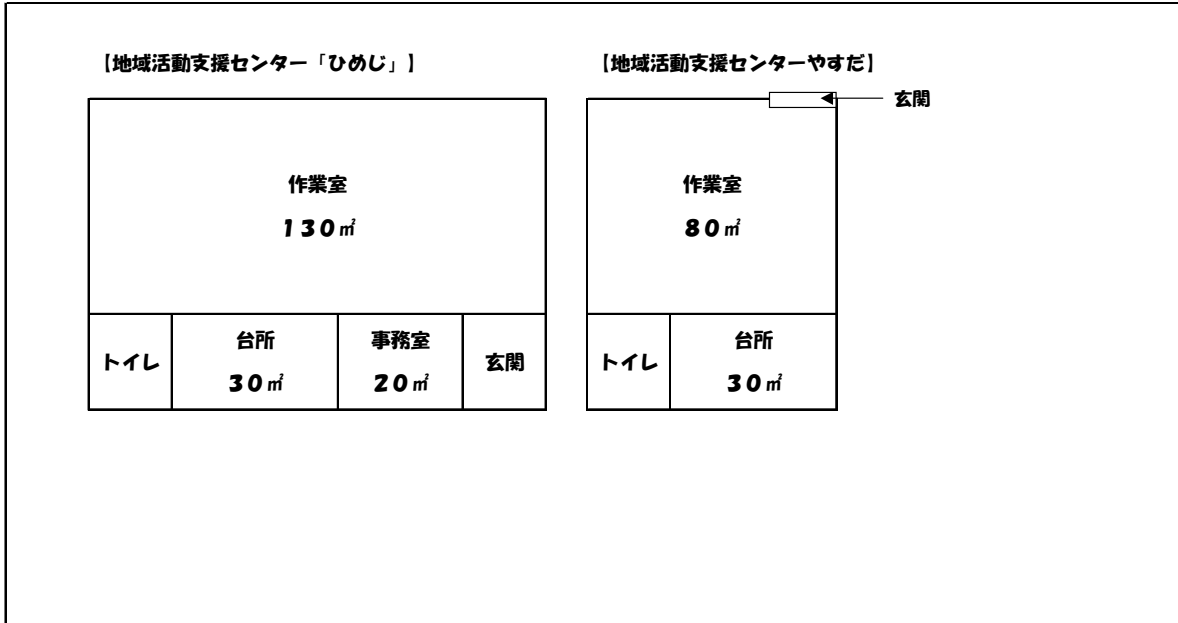 【地域活動支援センター「ひめじ」】
作業室
130㎡
トイレ
台所
30㎡
事務室
20㎡
玄関
【地域活動支援センターやすだ】
玄関
作業室
80㎡
トイレ
台所
30㎡